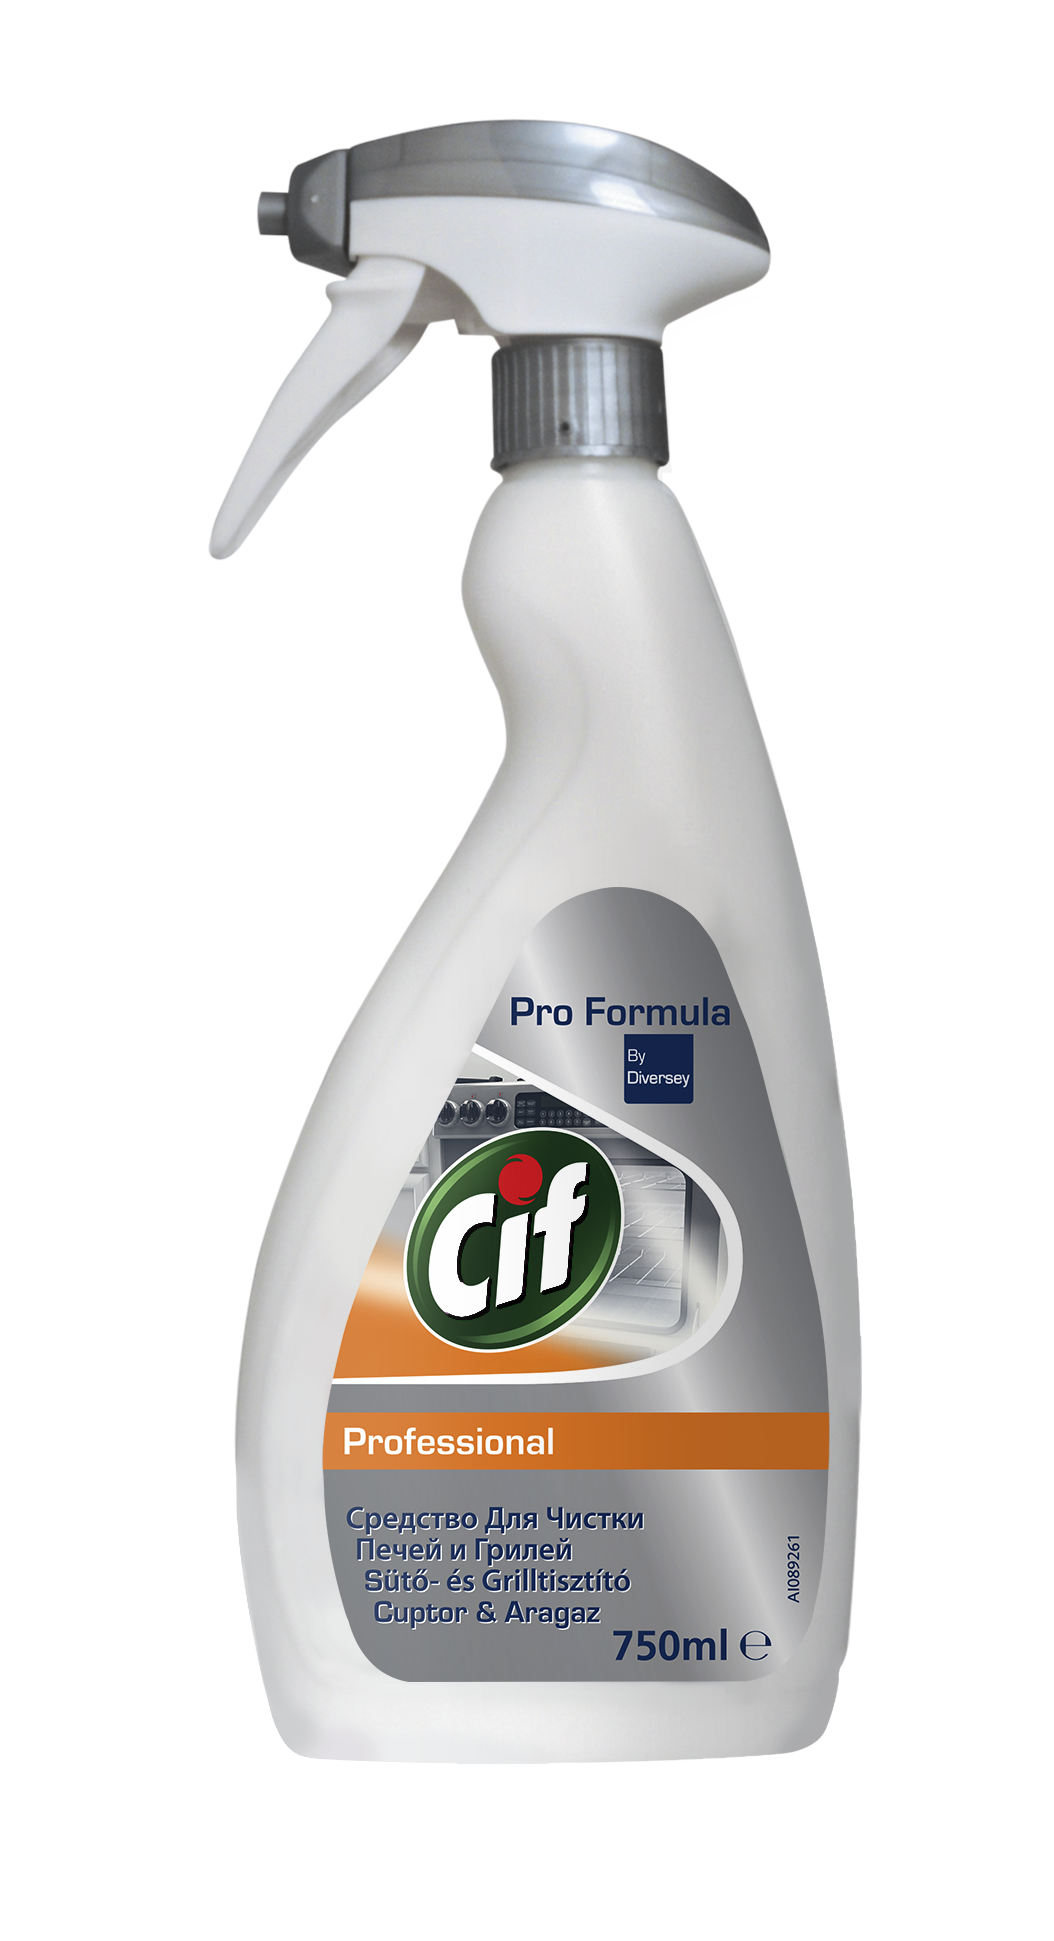 Pro Formula
By
Diversey
Cif
Professional
Средство Для Чистки
Печей и Грилей
Sütő- és Grilltisztító
Cuptor & Aragaz
750ml ℮
AI089261